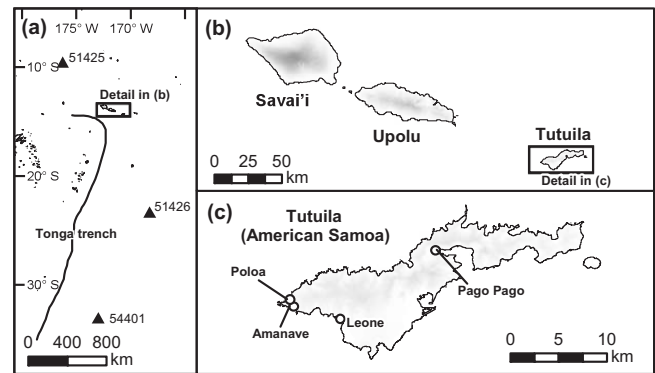 (a)
175° W 170° W
51425
10° S
Detail in (b)
20° S
51426
Tonga trench
30° S
54401
0 400 800
km
(b)
Savai'i
Upolu
Tutuila
Detail in (c)
0 25 50
km
(c)
Tutuila
(American Samoa)
Poloa
Pago Pago
Amanave
Leone
0 5 10
km